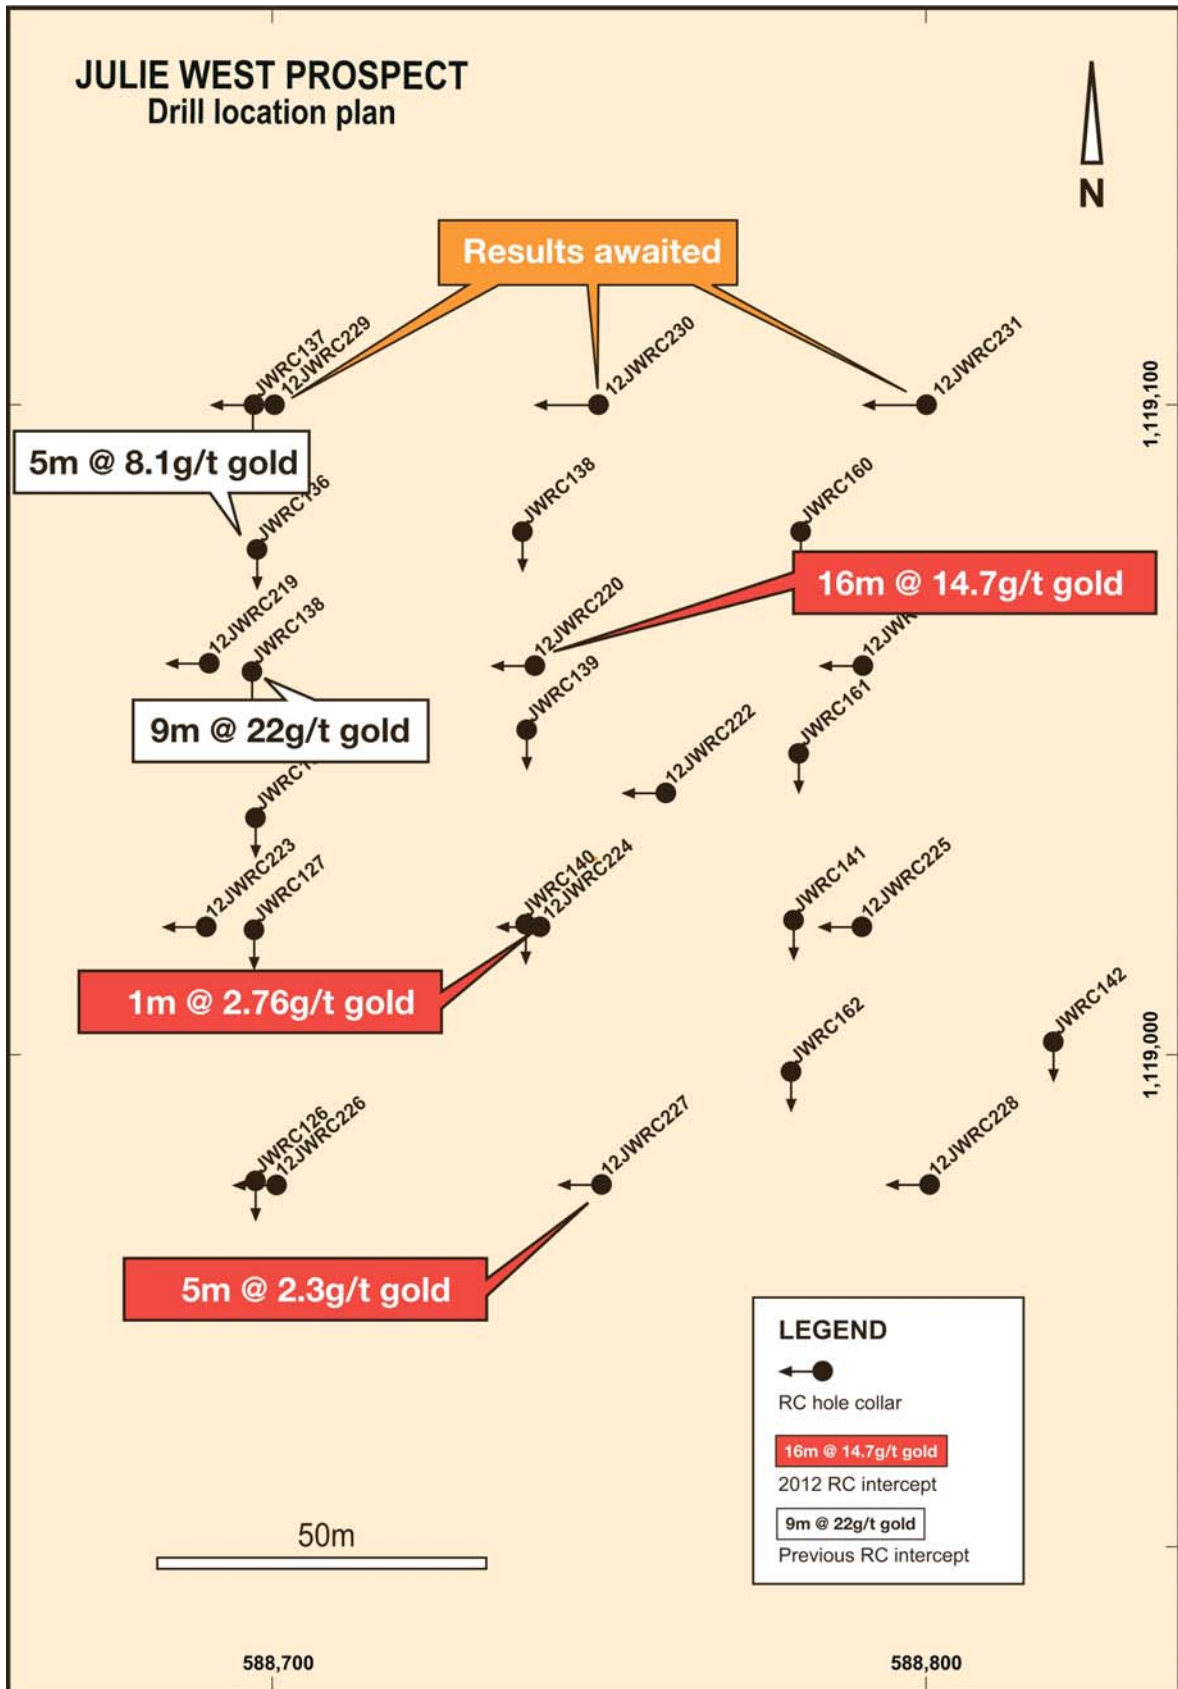 JULIE WEST PROSPECT
Drill location plan
N
Results awaited
JWRC137
12JWRC229
12JWRC230
12JWRC231
1,119,100
5m @ 8.1g/t gold
JWRC136
JWRC138
JWRC160
16m @ 14.7g/t gold
12JWRC219
JWRC138
12JWRC220
12JW
9m @ 22g/t gold
JWRC139
JWRC161
12JWRC222
JWRC1
12JWRC223
JWRC127
JWRC140
12JWRC224
JWRC141
12JWRC225
1m @ 2.76g/t gold
JWRC162
JWRC142
1,119,000
JWRC126
12JWRC226
12JWRC227
12JWRC228
5m @ 2.3g/t gold
LEGEND
RC hole collar
16m @ 14.7g/t gold
2012 RC intercept
9m @ 22g/t gold
Previous RC intercept
50m
588,700
588,800